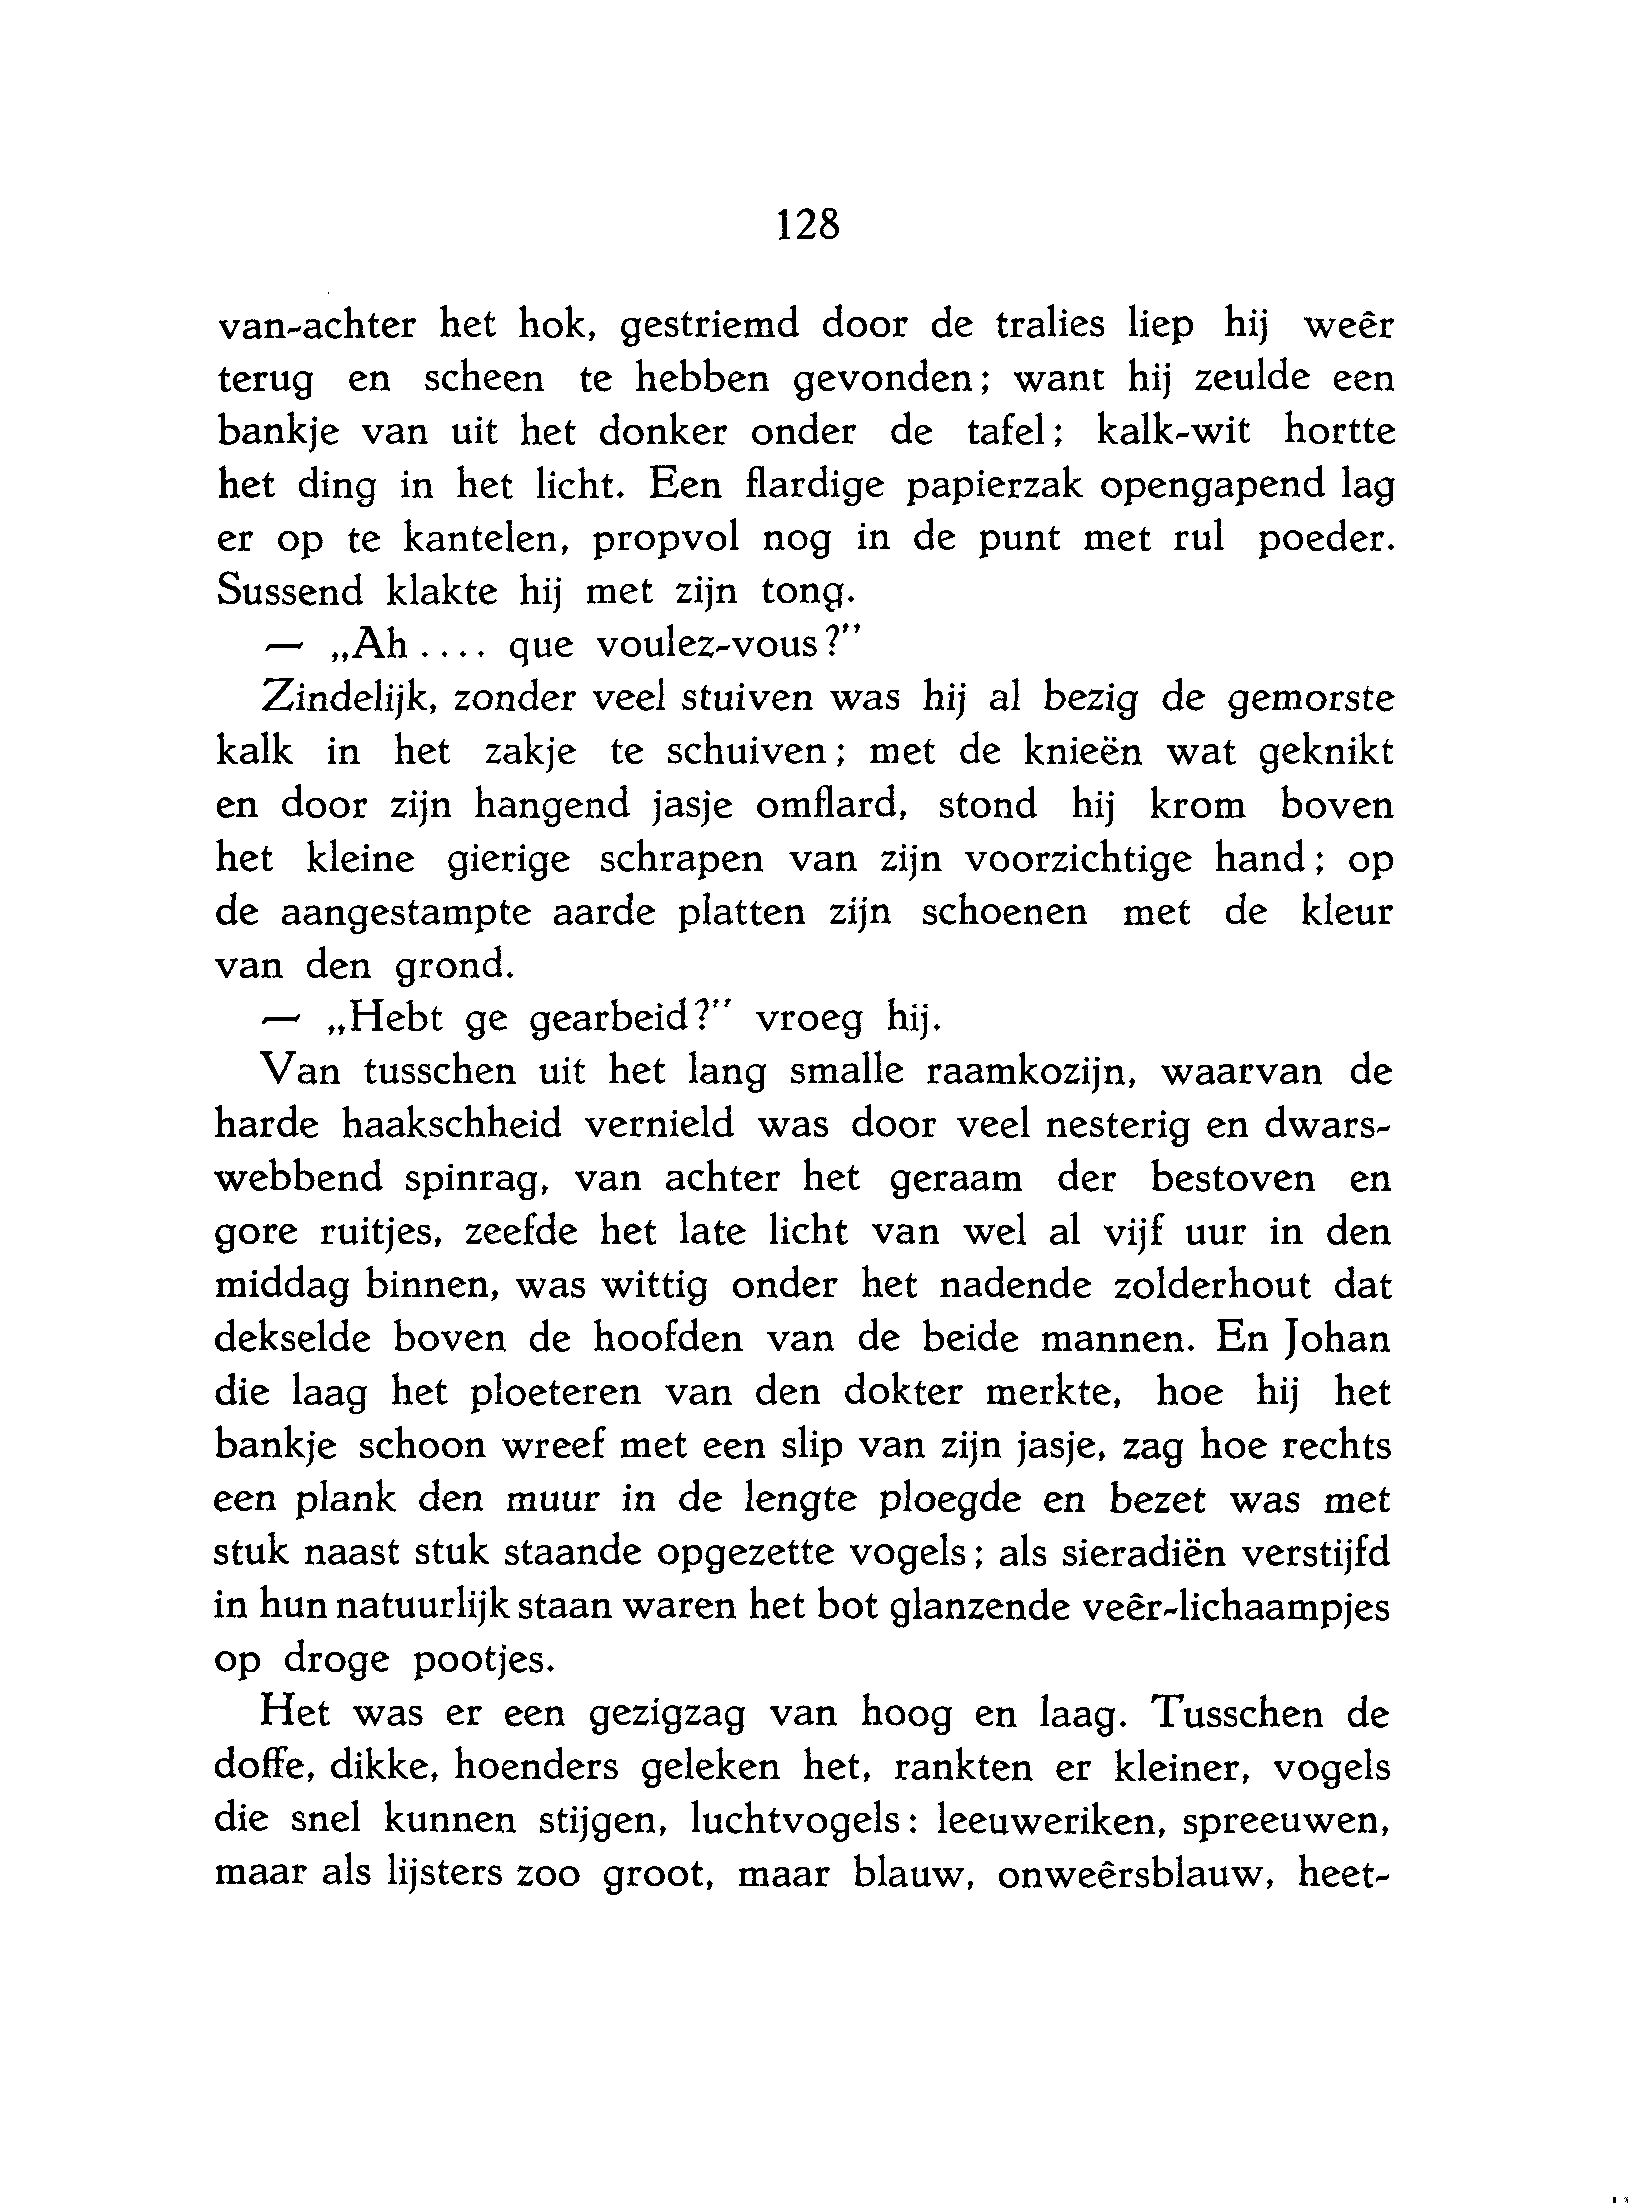 128
van-achter het hok, gestriemd door de tralies liep hij weêr
terug en scheen te hebben gevonden; want hij zeulde een
bankje van uit het donker onder de tafel; kalk-wit hortte
het ding in het licht. Een flardige papierzak opengapend lag
er op te kantelen, propvol nog in de punt met rul poeder.
Sussend klakte hij met zijn tong.
— „Ah .... que voulez-vous?”
Zindelijk, zonder veel stuiven was hij al bezig de gemorste
kalk in het zakje te schuiven; met de knieën wat geknikt
en door zijn hangend jasje omflard, stond hij krom boven
het kleine gierige schrapen van zijn voorzichtige hand; op
de aangestampte aarde platten zijn schoenen met de kleur
van den grond.
— „Hebt ge gearbeid?” vroeg hij.
Van tusschen uit het lang smalle raamkozijn, waarvan de
harde haakschheid vernield was door veel nesterig en dwars-
webbend spinrag, van achter het geraam der bestoven en
gore ruitjes, zeefde het late licht van wel al vijf uur in den
middag binnen, was wittig onder het nadende zolderhout dat
dekselde boven de hoofden van de beide mannen. En Johan
die laag het ploeteren van den dokter merkte, hoe hij het
bankje schoon wreef met een slip van zijn jasje, zag hoe rechts
een plank den muur in de lengte ploegde en bezet was met
stuk naast stuk staande opgezette vogels; als sieradiën verstijfd
in hun natuurlijk staan waren het bot glanzende veêr-lichaampjes
op droge pootjes.
Het was er een gezigzag van hoog en laag. Tusschen de
doffe, dikke, hoenders geleken het, rankten er kleiner, vogels
die snel kunnen stijgen, luchtvogels: leeuweriken, spreeuwen,
maar als lijsters zoo groot, maar blauw, onweêrsblauw, heet-